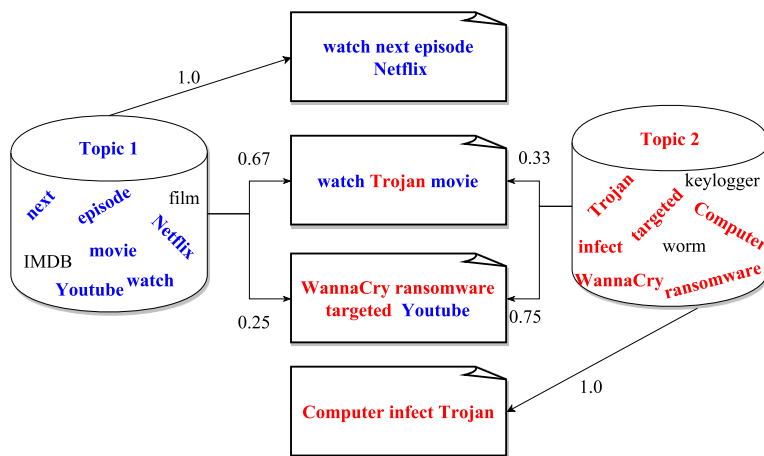 watch next episode
Netflix
1.0
Topic 1
next
episode
film
Netflix
movie
IMDB
Youtube
watch
0.67
watch Trojan movie
0.33
Topic 2
keylogger
Trojan
targeted
Computer
infect
worm
WannaCry
ransomware
WannaCry ransomware
targeted Youtube
0.25
0.75
Computer infect Trojan
1.0